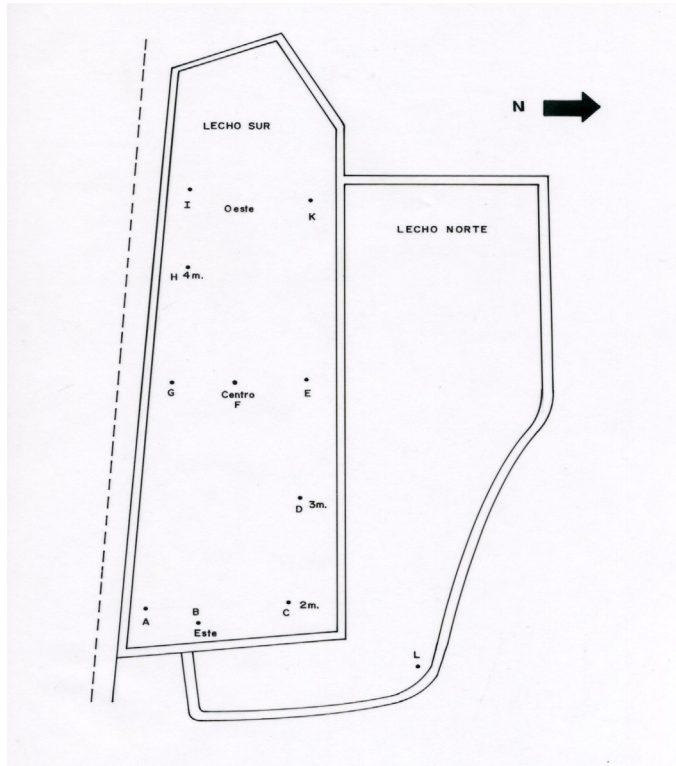 N
LECHO SUR
I
Oeste
K
LECHO NORTE
H 4m.
G
Centro
F
E
D 3m.
A
B
Este
C 2m.
L